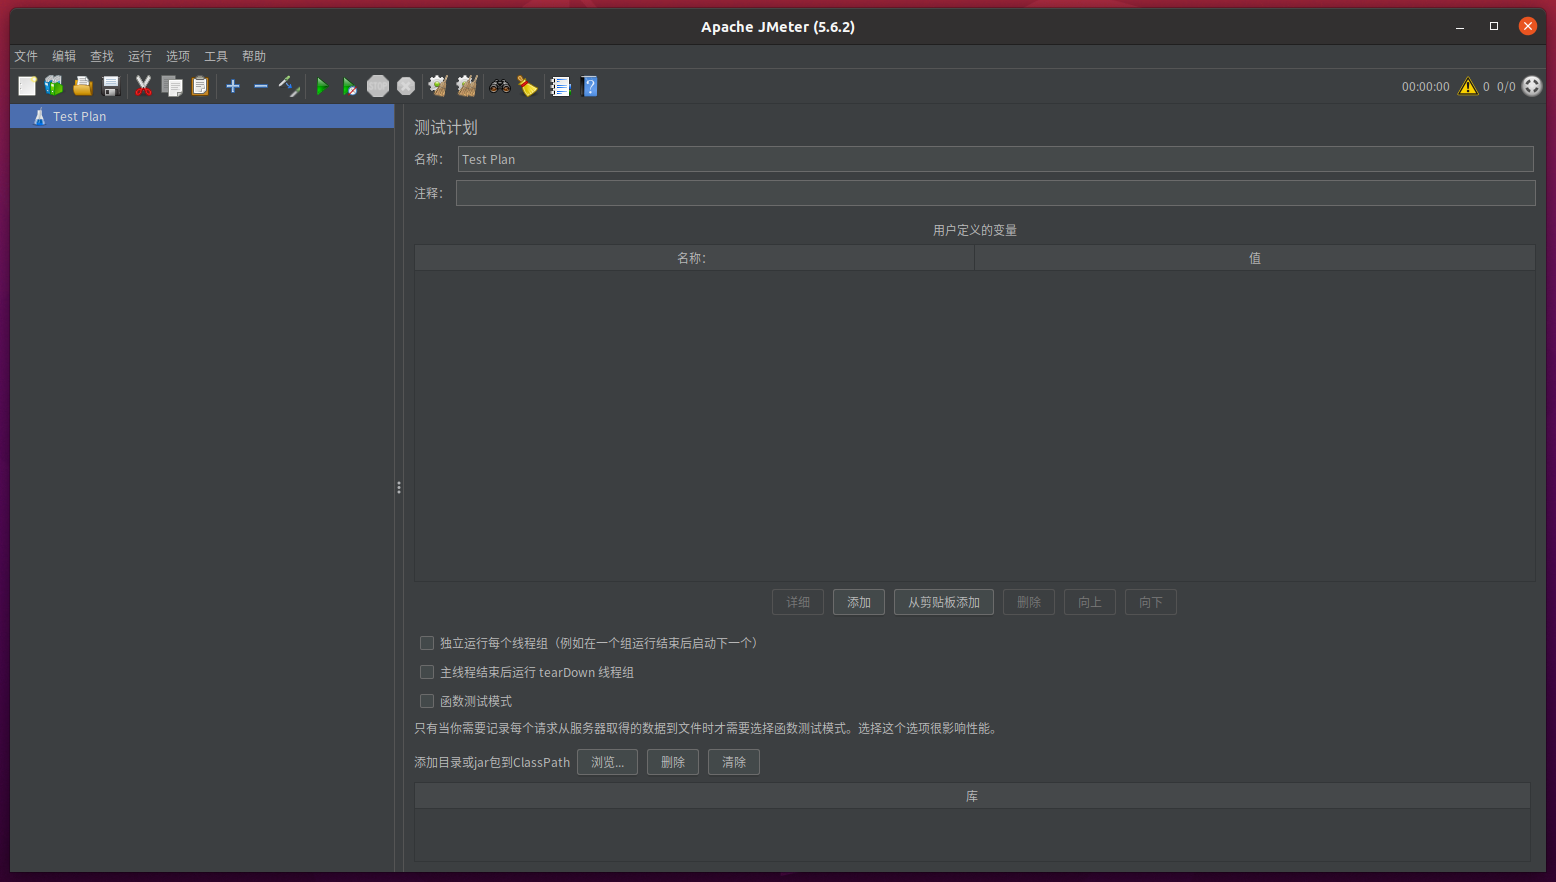 Apache JMeter (5.6.2)
文件 编辑 查找 运行 选项 工具 帮助
STOP
00:00:00 0 0/0
Test Plan
测试计划
名称： Test Plan
注释：
用户定义的变量
名称： 值
详细 添加 从剪贴板添加 删除 向上 向下
独立运行每个线程组（例如在一个组运行结束后启动下一个）
主线程结束后运行 tearDown 线程组
函数测试模式
只有当你需要记录每个请求从服务器取得的数据到文件时才需要选择函数测试模式。选择这个选项很影响性能。
添加目录或jar包到ClassPath 浏览... 删除 清除
库